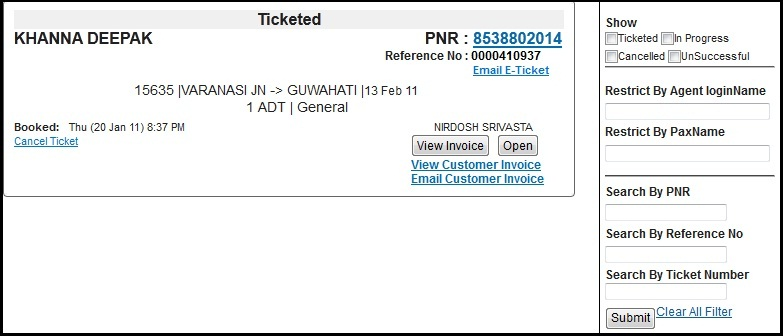 Ticketed
KHANNA DEEPAK
PNR : 8538802014
Reference No : 0000410937
Email E-Ticket
15635 |VARANASI JN -> GUWAHATI |13 Feb 11
1 ADT | General
Booked: Thu (20 Jan 11) 8:37 PM
Cancel Ticket
NIRDOSH SRIVASTA
View Invoice Open
View Customer Invoice
Email Customer Invoice
Show
Ticketed In Progress
Cancelled UnSuccessful
Restrict By Agent loginName
Restrict By PaxName
Search By PNR
Search By Reference No
Search By Ticket Number
Submit Clear All Filter